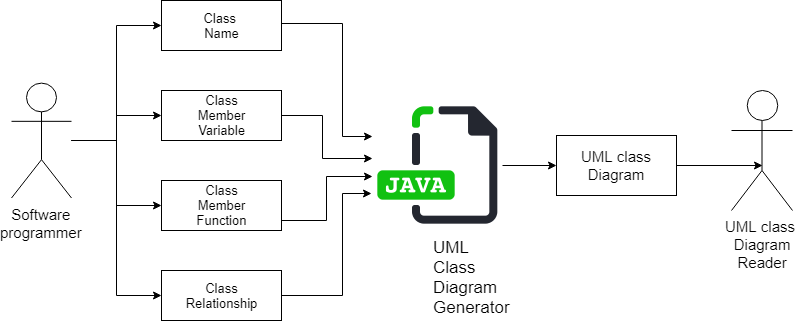 Class
Name
Class
Member
Variable
Class
Member
Function
Class
Relationship
Software
programmer
JAVA
UML
Class
Diagram
Generator
UML class
Diagram
UML class
Diagram
Reader